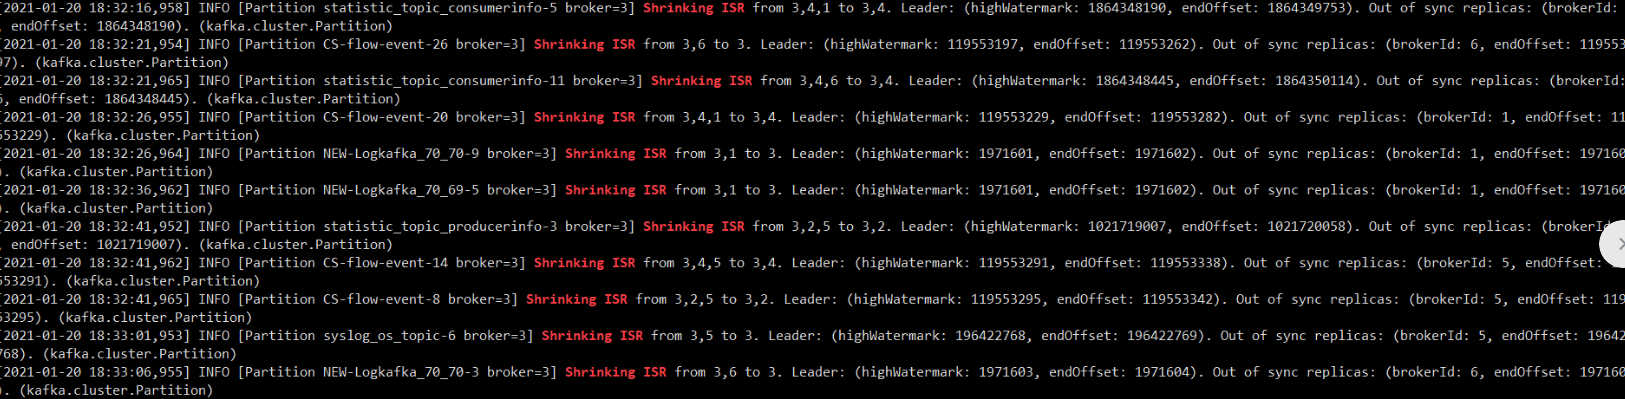 [2021-01-20 18:32:16,958] INFO [Partition statistic_topic_consumerinfo-5 broker=3] Shrinking ISR from 3,4,1 to 3,4. Leader: (highWatermark: 1864348190, endOffset: 1864349753). Out of sync replicas: (brokerId:
, endOffset: 1864348190). (kafka.cluster.Partition)
[2021-01-20 18:32:21,954] INFO [Partition CS-flow-event-26 broker=3] Shrinking ISR from 3,6 to 3. Leader: (highWatermark: 119553197, endOffset: 119553262). Out of sync replicas: (brokerId: 6, endOffset: 119553
97). (kafka.cluster.Partition)
[2021-01-20 18:32:21,965] INFO [Partition statistic_topic_consumerinfo-11 broker=3] Shrinking ISR from 3,4,6 to 3,4. Leader: (highWatermark: 1864348445, endOffset: 1864350114). Out of sync replicas: (brokerId:
6, endOffset: 1864348445). (kafka.cluster.Partition)
[2021-01-20 18:32:26,955] INFO [Partition CS-flow-event-20 broker=3] Shrinking ISR from 3,4,1 to 3,4. Leader: (highWatermark: 119553229, endOffset: 119553282). Out of sync replicas: (brokerId: 1, endOffset: 11
553229). (kafka.cluster.Partition)
[2021-01-20 18:32:26,964] INFO [Partition NEW-Logkafka_70_70-9 broker=3] Shrinking ISR from 3,1 to 3. Leader: (highWatermark: 1971601, endOffset: 1971602). Out of sync replicas: (brokerId: 1, endOffset: 197160
). (kafka.cluster.Partition)
[2021-01-20 18:32:36,962] INFO [Partition NEW-Logkafka_70_69-5 broker=3] Shrinking ISR from 3,1 to 3. Leader: (highWatermark: 1971601, endOffset: 1971602). Out of sync replicas: (brokerId: 1, endOffset: 197160
). (kafka.cluster.Partition)
[2021-01-20 18:32:41,952] INFO [Partition statistic_topic_producerinfo-3 broker=3] Shrinking ISR from 3,2,5 to 3,2. Leader: (highWatermark: 1021719007, endOffset: 1021720058). Out of sync replicas: (brokerId
, endOffset: 1021719007). (kafka.cluster.Partition)
[2021-01-20 18:32:41,962] INFO [Partition CS-flow-event-14 broker=3] Shrinking ISR from 3,4,5 to 3,4. Leader: (highWatermark: 119553291, endOffset: 119553338). Out of sync replicas: (brokerId: 5, endOffset:
553291). (kafka.cluster.Partition)
[2021-01-20 18:32:41,965] INFO [Partition CS-flow-event-8 broker=3] Shrinking ISR from 3,2,5 to 3,2. Leader: (highWatermark: 119553295, endOffset: 119553342). Out of sync replicas: (brokerId: 5, endOffset: 119
53295). (kafka.cluster.Partition)
[2021-01-20 18:33:01,953] INFO [Partition syslog_os_topic-6 broker=3] Shrinking ISR from 3,5 to 3. Leader: (highWatermark: 196422768, endOffset: 196422769). Out of sync replicas: (brokerId: 5, endOffset: 19642
768). (kafka.cluster.Partition)
[2021-01-20 18:33:06,955] INFO [Partition NEW-Logkafka_70_70-3 broker=3] Shrinking ISR from 3,6 to 3. Leader: (highWatermark: 1971603, endOffset: 1971604). Out of sync replicas: (brokerId: 6, endOffset: 197160
). (kafka.cluster.Partition)